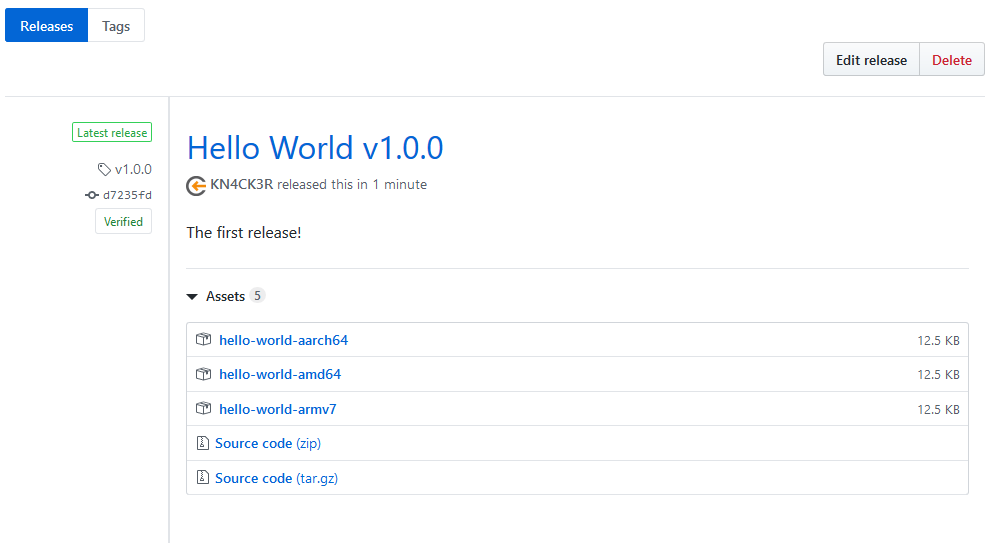 Releases Tags
Edit release Delete
Latest release
v1.0.0
d7235fd
Verified
Hello World v1.0.0
KN4CK3R released this in 1 minute
The first release!
Assets 5
hello-world-aarch64 12.5 KB
hello-world-amd64 12.5 KB
hello-world-armv7 12.5 KB
Source code (zip)
Source code (tar.gz)